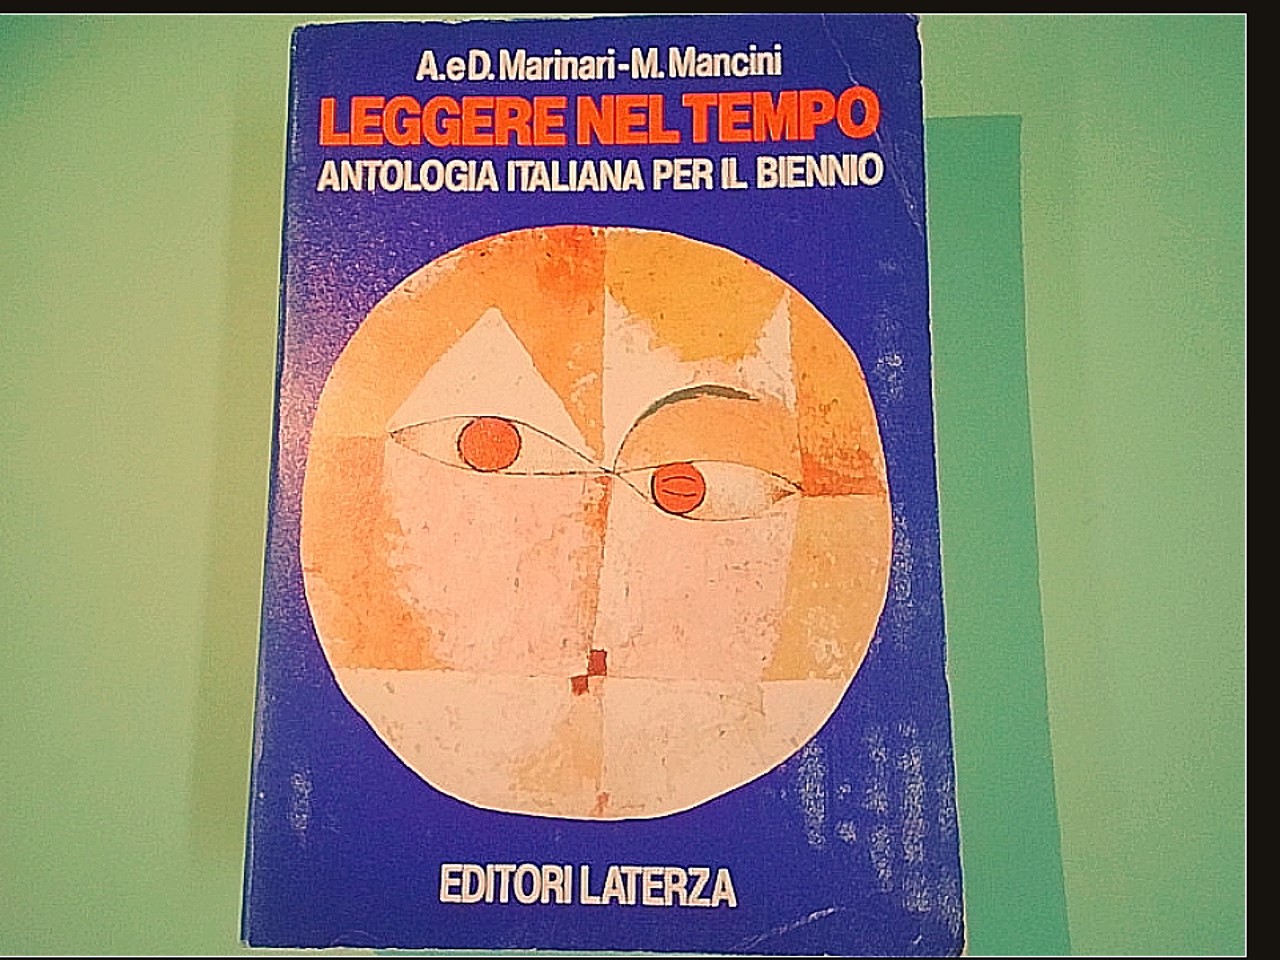 A. e D. Marinari - M. Mancini
LEGGERE NEL TEMPO
ANTOLOGIA ITALIANA PER IL BIENNIO
EDITORI LATERZA